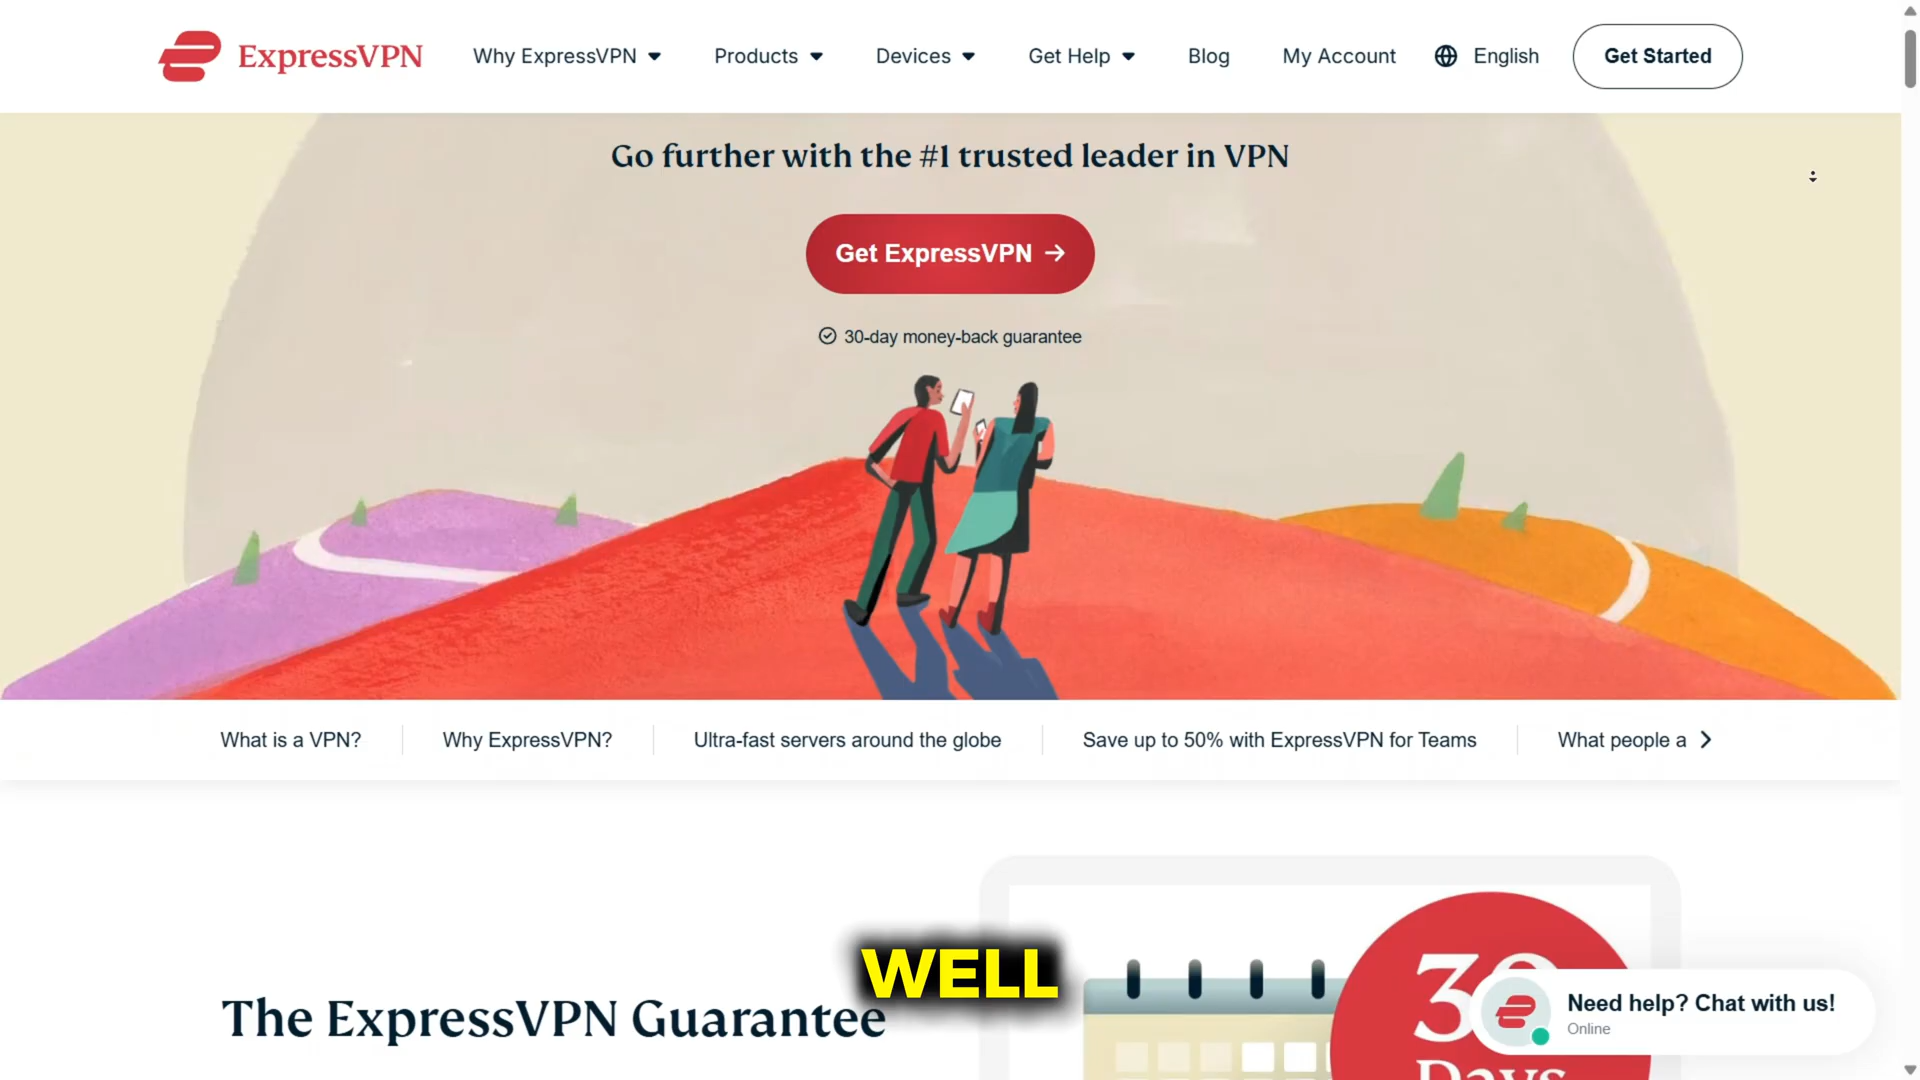 ExpressVPN
Why ExpressVPN
Products
Devices
Get Help
Blog
My Account
English
Get Started
Go further with the #1 trusted leader in VPN
Get ExpressVPN
30-day money-back guarantee
What is a VPN?
Why ExpressVPN?
Ultra-fast servers around the globe
Save up to 50% with ExpressVPN for Teams
What people a
WELL
The ExpressVPN Guarantee
30
Days
Need help? Chat with us!
Online